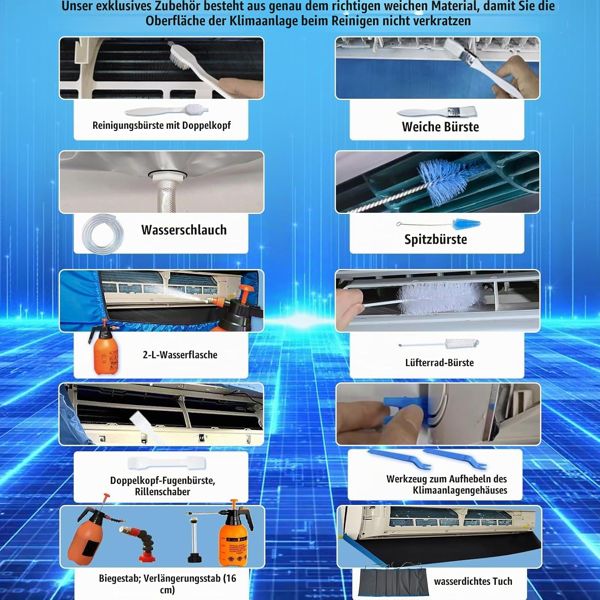 Unser exklusives Zubehör besteht aus genau dem richtigen weichen Material, damit Sie die
Oberfläche der Klimaanlage beim Reinigen nicht verkratzen
Reinigungsbürste mit Doppelkopf
Weiche Bürste
Wasserschlauch
Spitzbürste
2-L-Wasserflasche
Lüfterrad-Bürste
Doppelkopf-Fugenbürste,
Rillenschaber
Werkzeug zum Aufhebeln des
Klimaanlagengehäuses
Biegestab; Verlängerungsstab (16
cm)
wasserdichtes Tuch